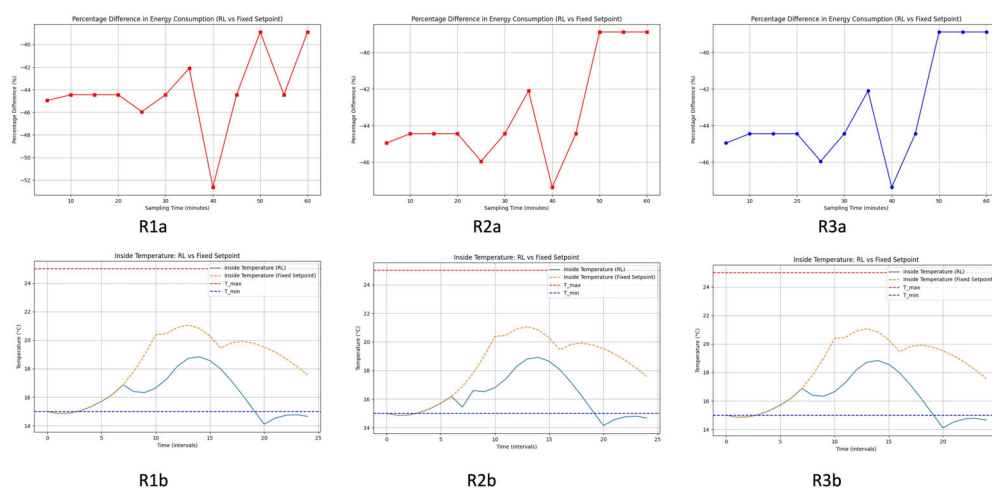 Percentage Difference in Energy Consumption (RL vs Fixed Setpoint)
Percentage Difference (%)
−40
−42
−44
−46
−48
−50
−52
10
20
30
40
50
60
Sampling Time (minutes)
R1a
Percentage Difference in Energy Consumption (RL vs Fixed Setpoint)
Percentage Difference (%)
−40
−42
−44
−46
10
20
30
40
50
60
Sampling Time (minutes)
R2a
Percentage Difference in Energy Consumption (RL vs Fixed Setpoint)
Percentage Difference (%)
−40
−42
−44
−46
10
20
30
40
50
60
Sampling Time (minutes)
R3a
Inside Temperature: RL vs Fixed Setpoint
Inside Temperature (RL)
Inside Temperature (Fixed Setpoint)
T_max
T_min
Temperature (°C)
24
22
20
18
16
14
0
5
10
15
20
25
Time (intervals)
R1b
Inside Temperature: RL vs Fixed Setpoint
Inside Temperature (RL)
Inside Temperature (Fixed Setpoint)
T_max
T_min
Temperature (°C)
24
22
20
18
16
14
0
5
10
15
20
25
Time (intervals)
R2b
Inside Temperature: RL vs Fixed Setpoint
Inside Temperature (RL)
Inside Temperature (Fixed Setpoint)
T_max
T_min
Temperature (°C)
24
22
20
18
16
14
0
5
10
15
20
Time (intervals)
R3b